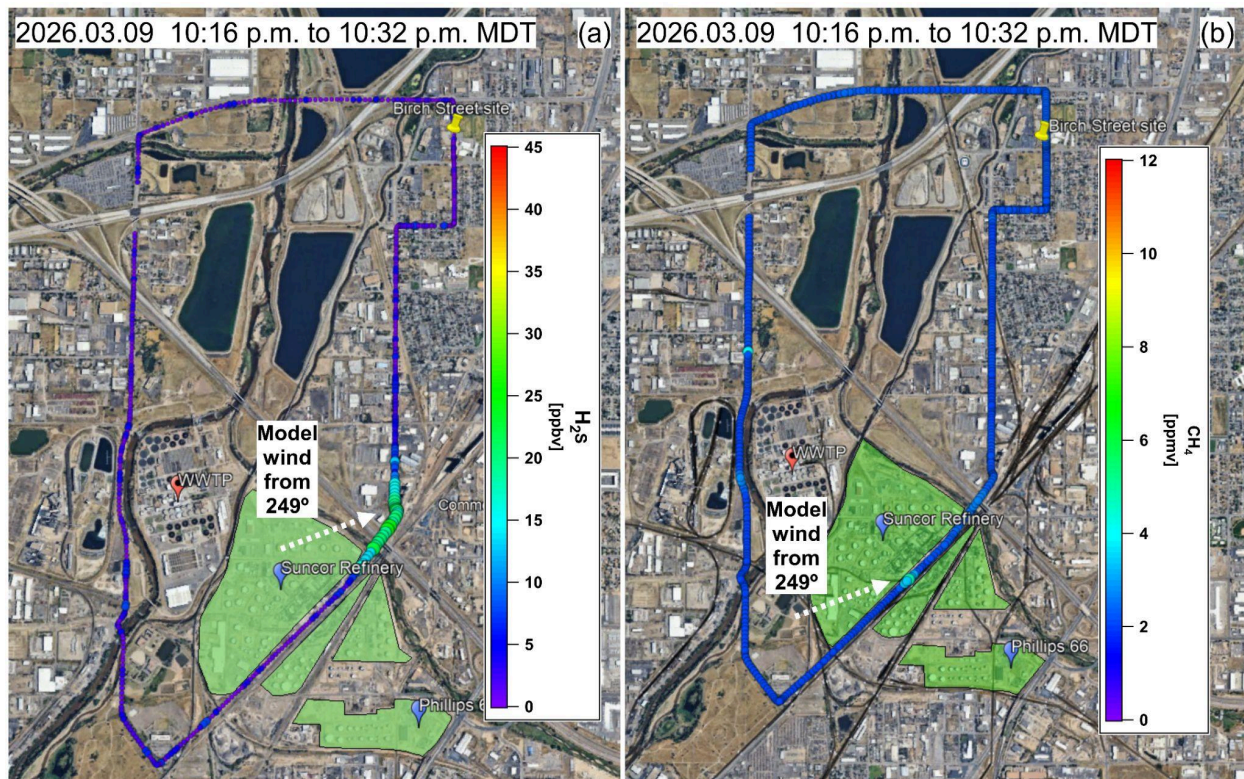 2026.03.09 10:16 p.m. to 10:32 p.m. MDT
(a)
Birch Street site
45
40
35
30
25
20
15
10
5
0
H2S
[ppbv]
Model
wind
from
249º
WWTP
Comm
Suncor Refinery
Phillips 6
2026.03.09 10:16 p.m. to 10:32 p.m. MDT
(b)
Birch Street site
12
10
8
6
4
2
0
CH4
[ppmv]
WWTP
Model
wind
from
249º
Suncor Refinery
Phillips 66